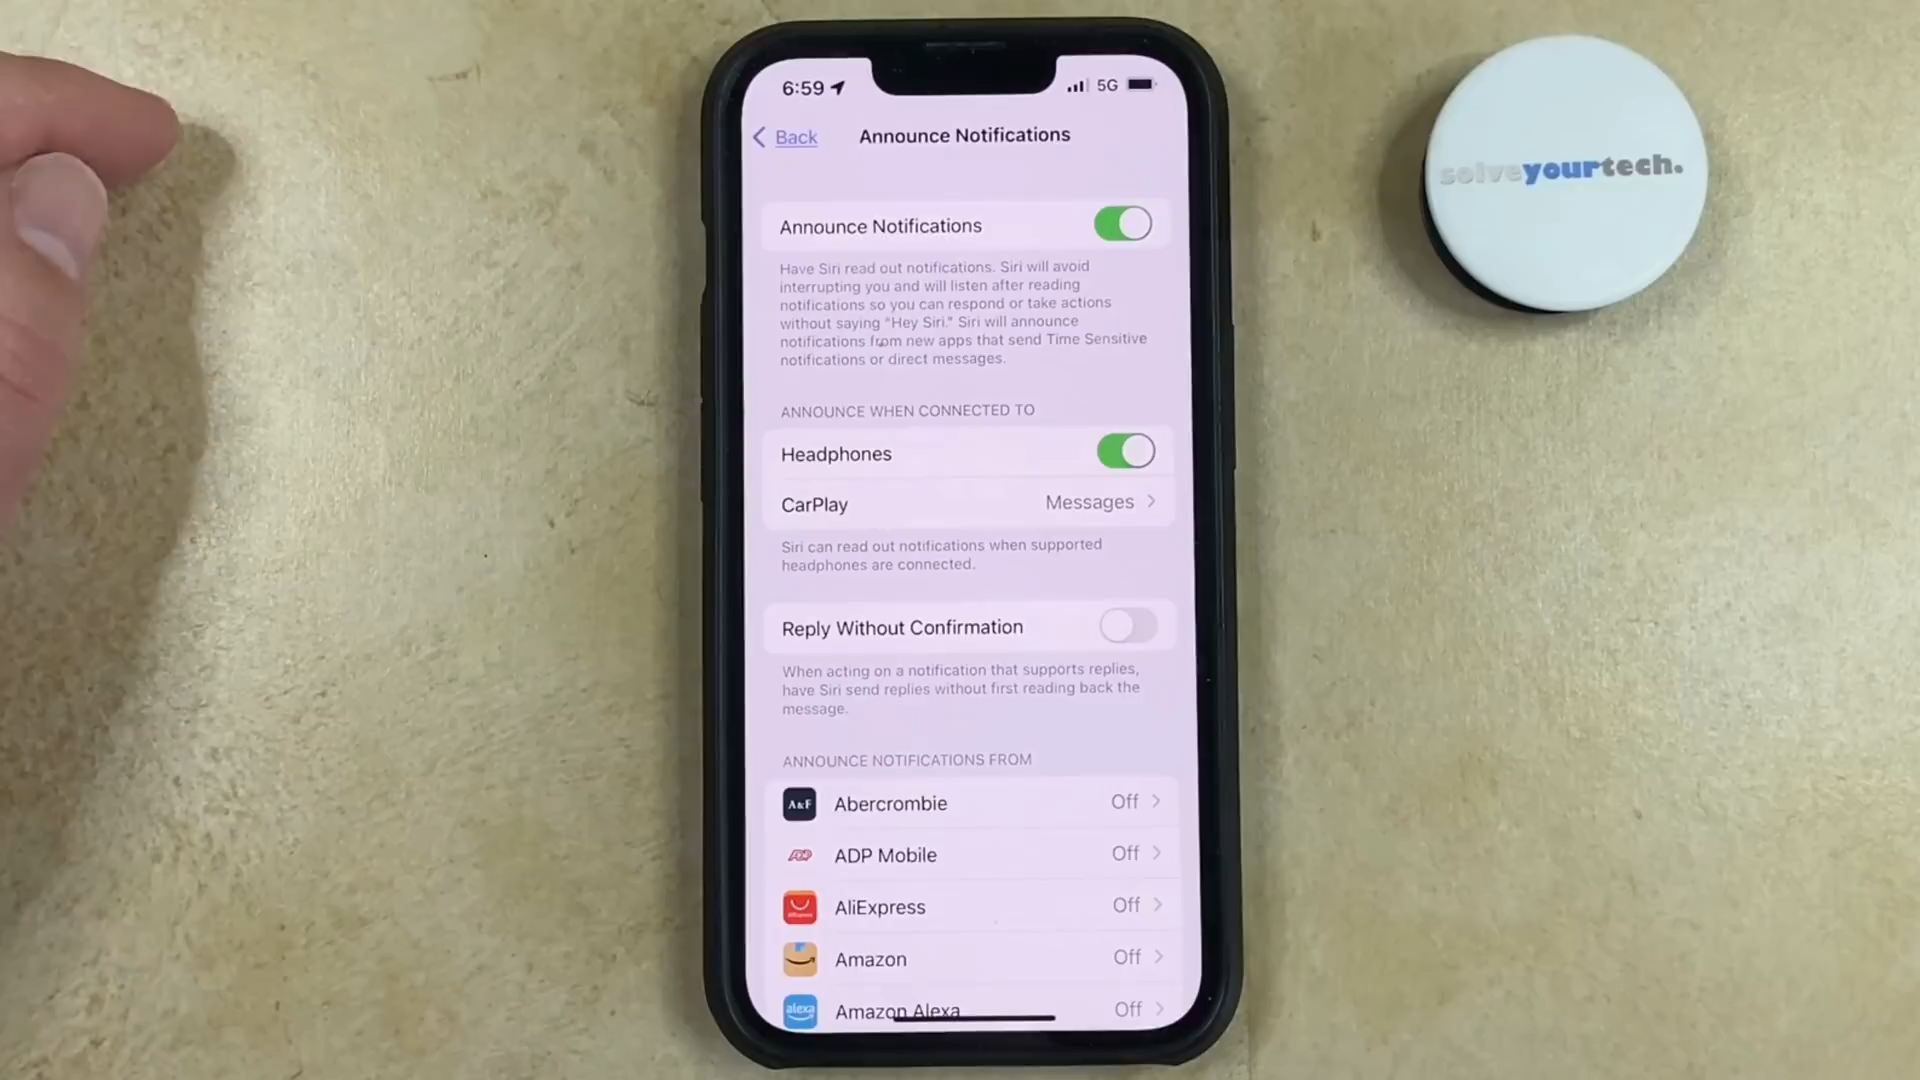 6:59
5G
Back
Announce Notifications
Announce Notifications
Have Siri read out notifications. Siri will avoid
interrupting you and will listen after reading
notifications so you can respond or take actions
without saying "Hey Siri." Siri will announce
notifications from new apps that send Time Sensitive
notifications or direct messages.
ANNOUNCE WHEN CONNECTED TO
Headphones
CarPlay Messages
Siri can read out notifications when supported
headphones are connected.
Reply Without Confirmation
When acting on a notification that supports replies,
have Siri send replies without first reading back the
message.
ANNOUNCE NOTIFICATIONS FROM
A&F Abercrombie Off
ADP ADP Mobile Off
AliExpress AliExpress Off
Amazon Off
alexa Amazon Alexa Off
solveyourtech.